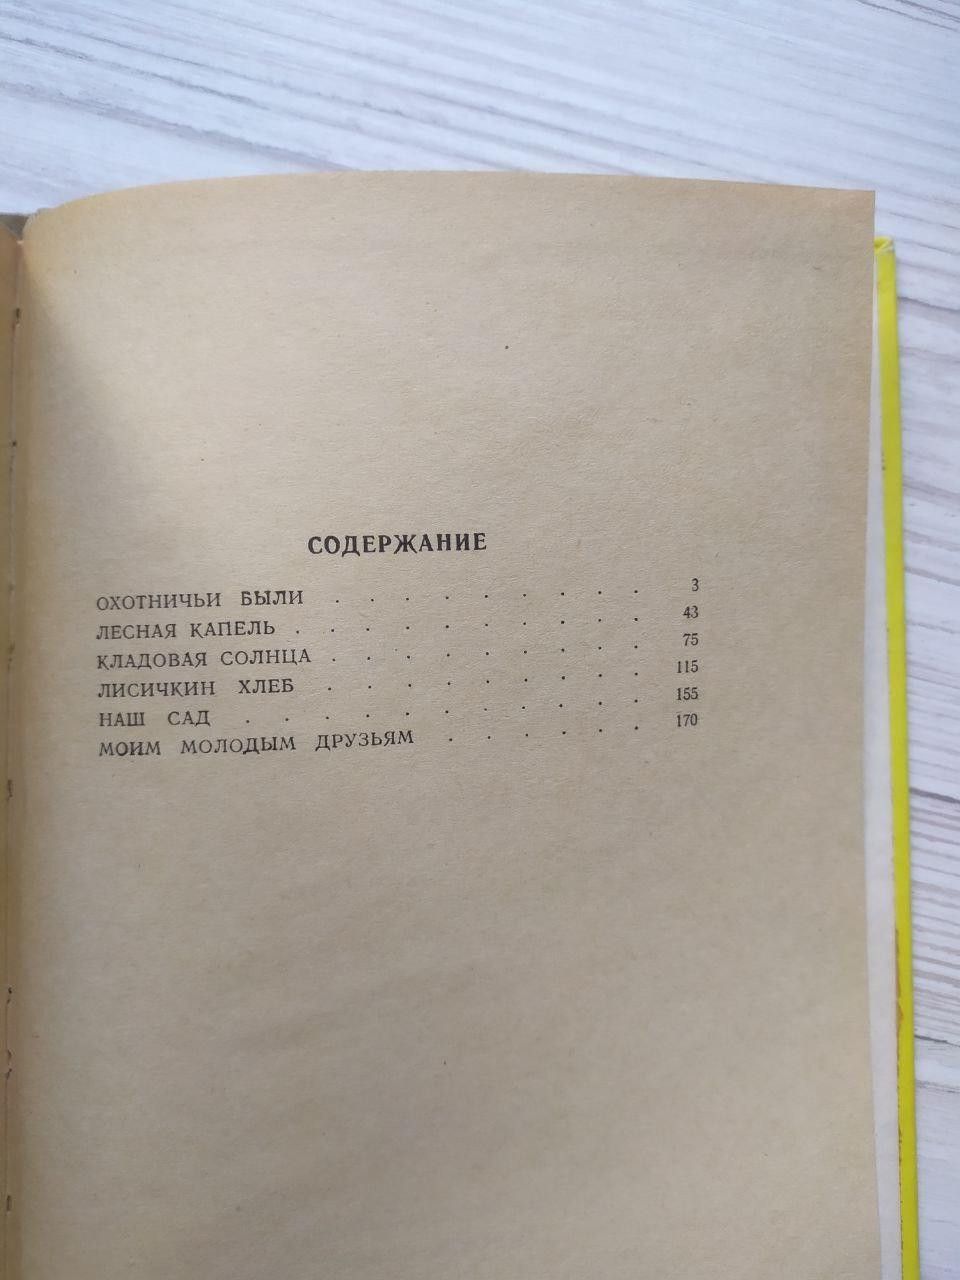 СОДЕРЖАНИЕ
ОХОТНИЧЬИ БЫЛИ . . . . . . . . . 3
ЛЕСНАЯ КАПЕЛЬ . . . . . . . . . . 43
КЛАДОВАЯ СОЛНЦА . . . . . . . . . 75
ЛИСИЧКИН ХЛЕБ . . . . . . . . . 115
НАШ САД . . . . . . . . . . . 155
МОИМ МОЛОДЫМ ДРУЗЬЯМ . . . . . . 170